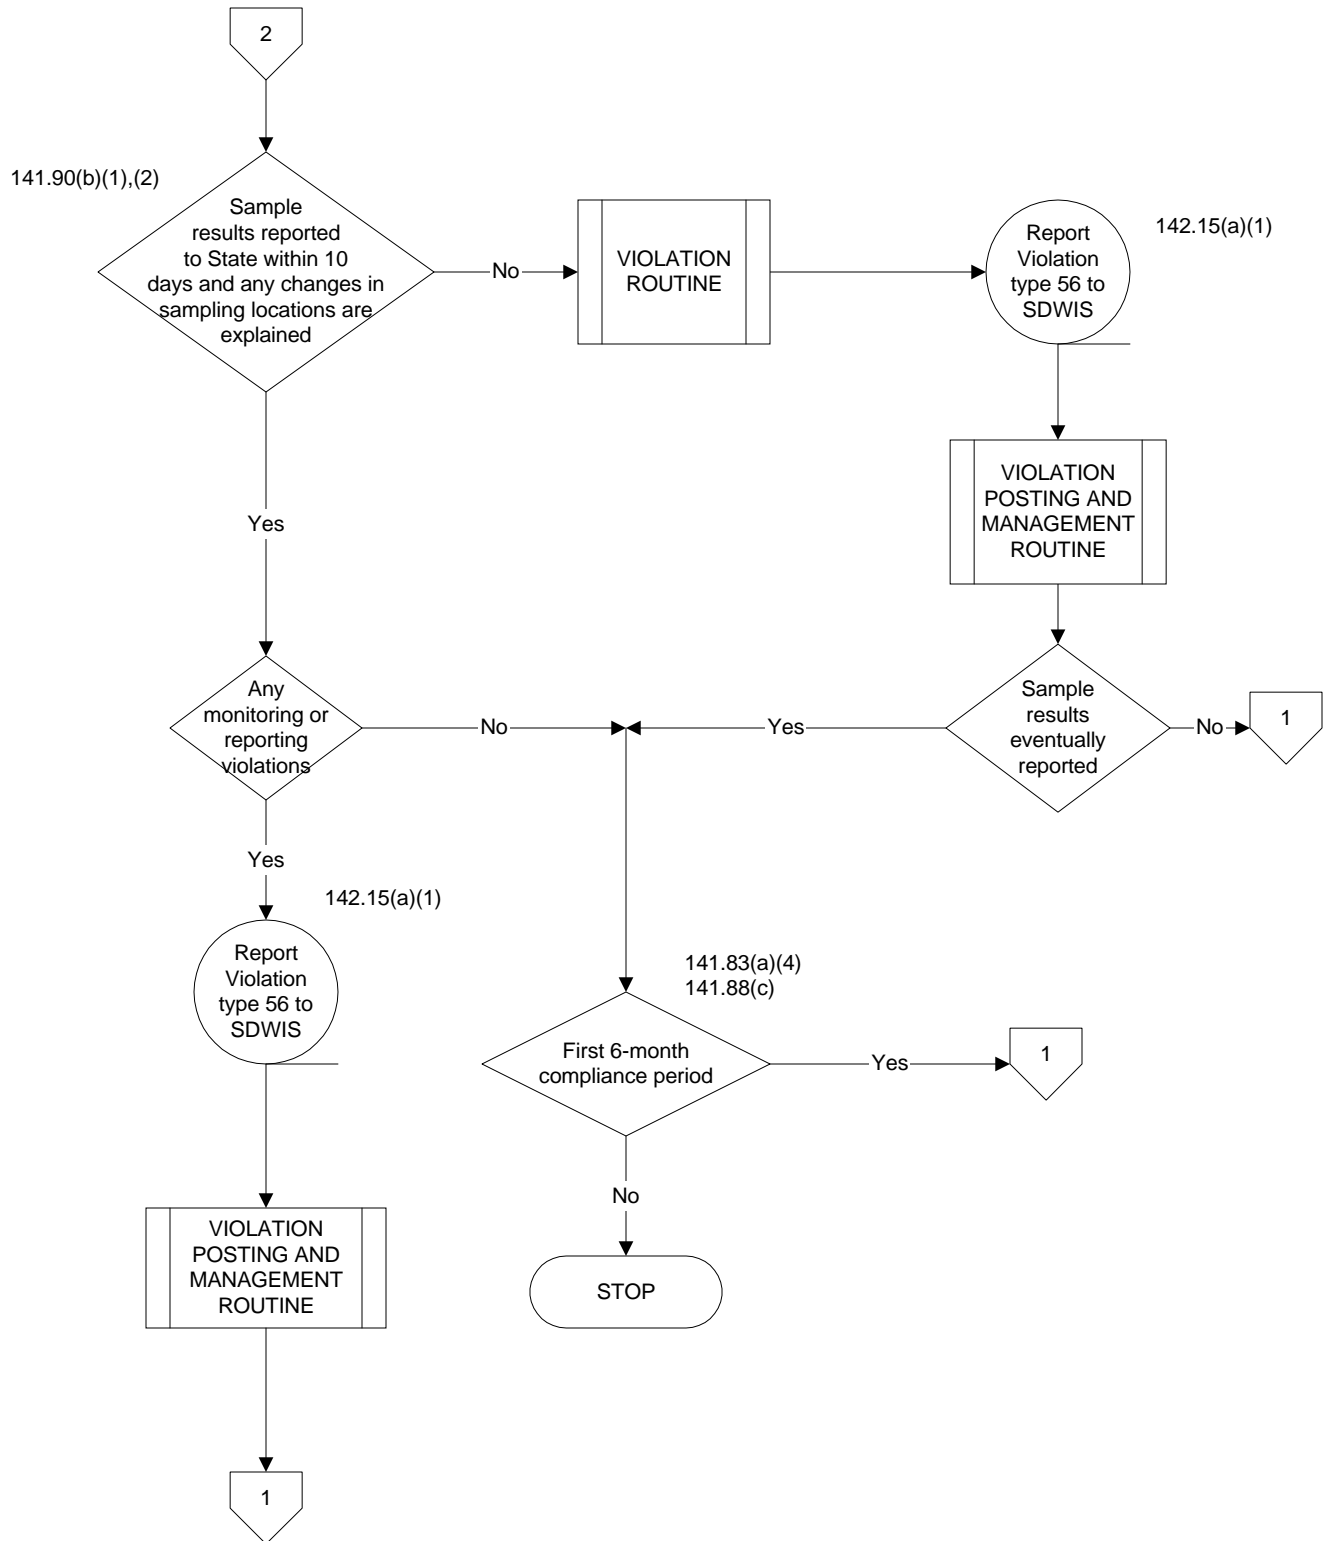 2
141.90(b)(1),(2)
Sample
results reported
to State within 10
days and any changes in
sampling locations are
explained
No
VIOLATION
ROUTINE
Report
Violation
type 56 to
SDWIS
142.15(a)(1)
VIOLATION
POSTING AND
MANAGEMENT
ROUTINE
Yes
Any
monitoring or
reporting
violations
No
Yes
Sample
results
eventually
reported
No
1
Yes
142.15(a)(1)
Report
Violation
type 56 to
SDWIS
141.83(a)(4)
141.88(c)
First 6-month
compliance period
Yes
1
No
VIOLATION
POSTING AND
MANAGEMENT
ROUTINE
STOP
1